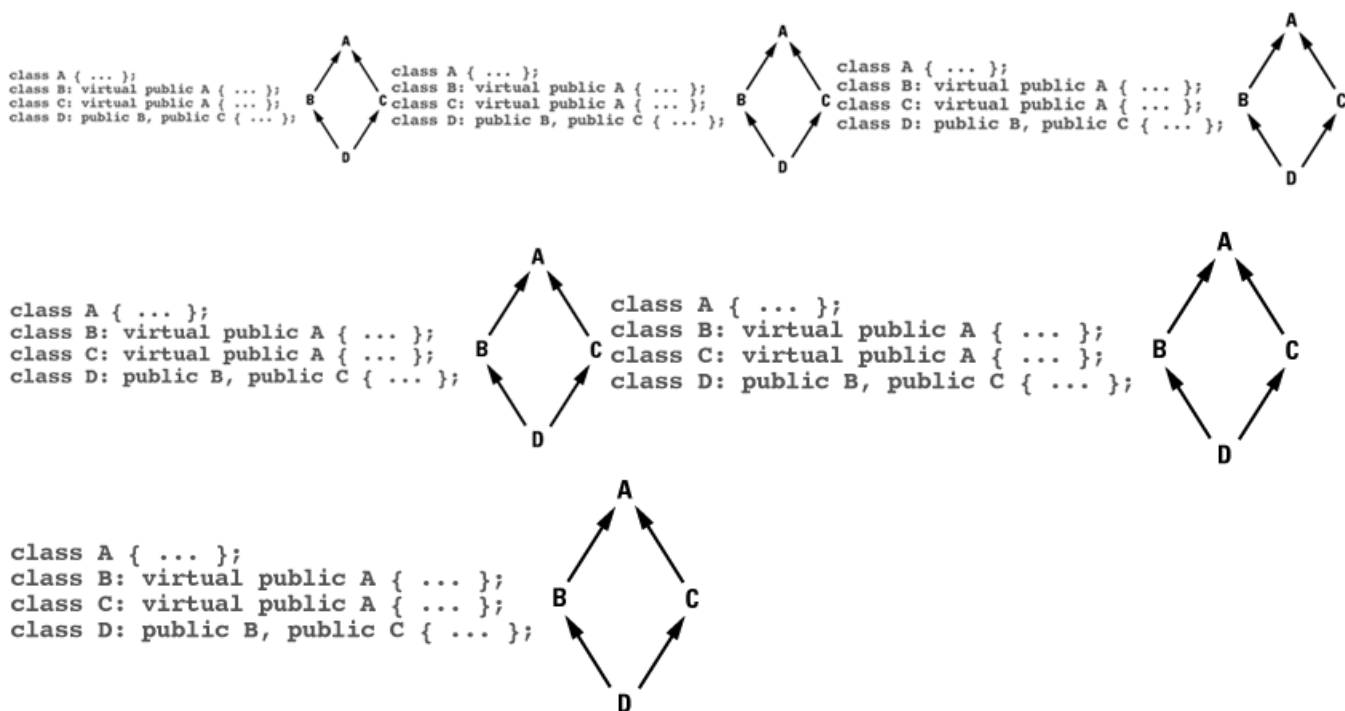 A
class A { ... };
class B: virtual public A { ... };
class C: virtual public A { ... };
class D: public B, public C { ... };
B
C
D
A
class A { ... };
class B: virtual public A { ... };
class C: virtual public A { ... };
class D: public B, public C { ... };
B
C
D
A
class A { ... };
class B: virtual public A { ... };
class C: virtual public A { ... };
class D: public B, public C { ... };
B
C
D
A
class A { ... };
class B: virtual public A { ... };
class C: virtual public A { ... };
class D: public B, public C { ... };
B
C
D
A
class A { ... };
class B: virtual public A { ... };
class C: virtual public A { ... };
class D: public B, public C { ... };
B
C
D
A
class A { ... };
class B: virtual public A { ... };
class C: virtual public A { ... };
class D: public B, public C { ... };
B
C
D